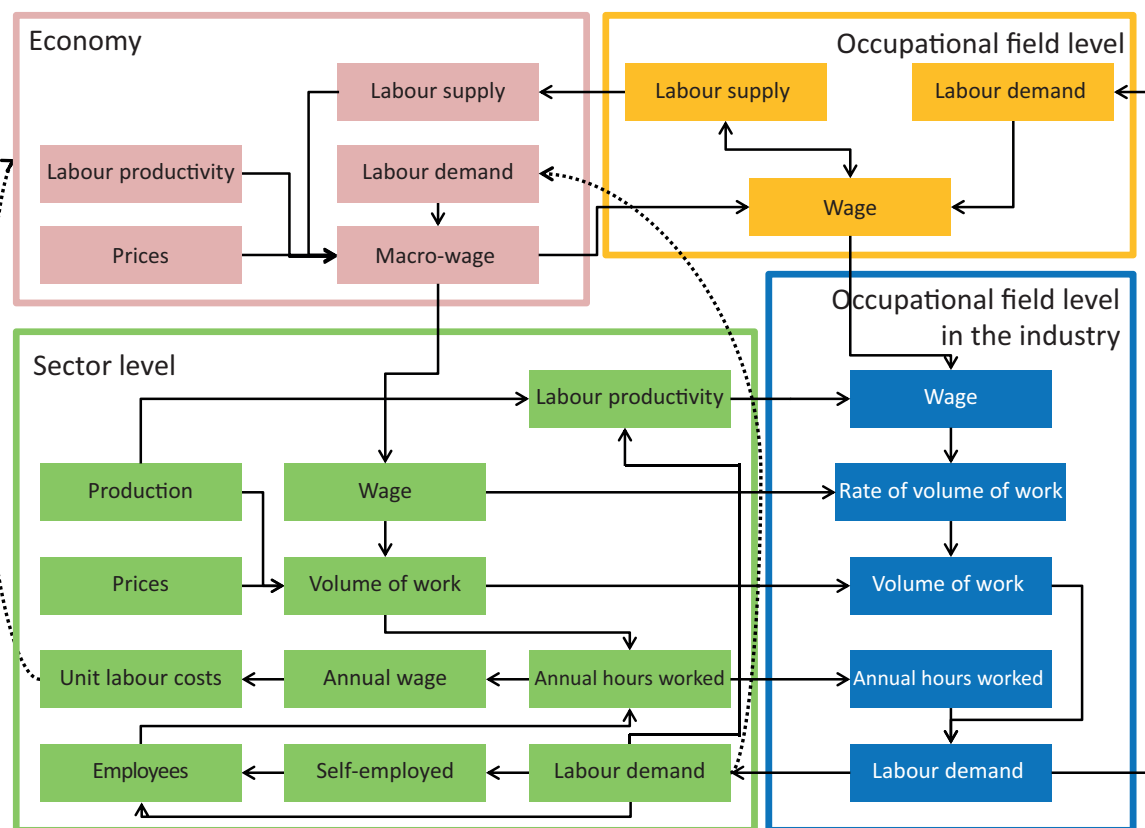 Economy
Labour supply
Labour productivity
Labour demand
Prices
Macro-wage
Occupational field level
Labour supply
Labour demand
Wage
Sector level
Labour productivity
Production
Wage
Prices
Volume of work
Unit labour costs
Annual wage
Annual hours worked
Employees
Self-employed
Labour demand
Occupational field level
in the industry
Wage
Rate of volume of work
Volume of work
Annual hours worked
Labour demand